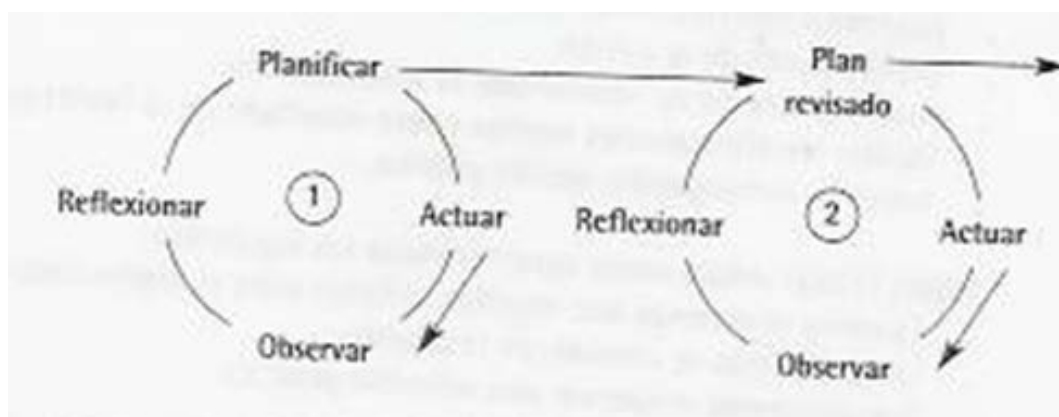 Planificar
Reflexionar
1
Actuar
Observar
Plan
revisado
Reflexionar
2
Actuar
Observar